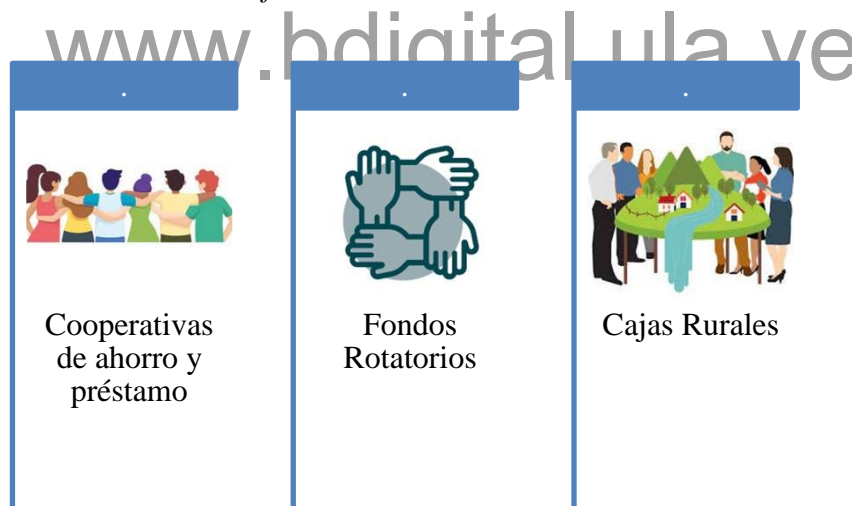 www.bdigital.ula.ve
.
.
.
Cooperativas
de ahorro y
préstamo
Fondos
Rotatorios
Cajas Rurales